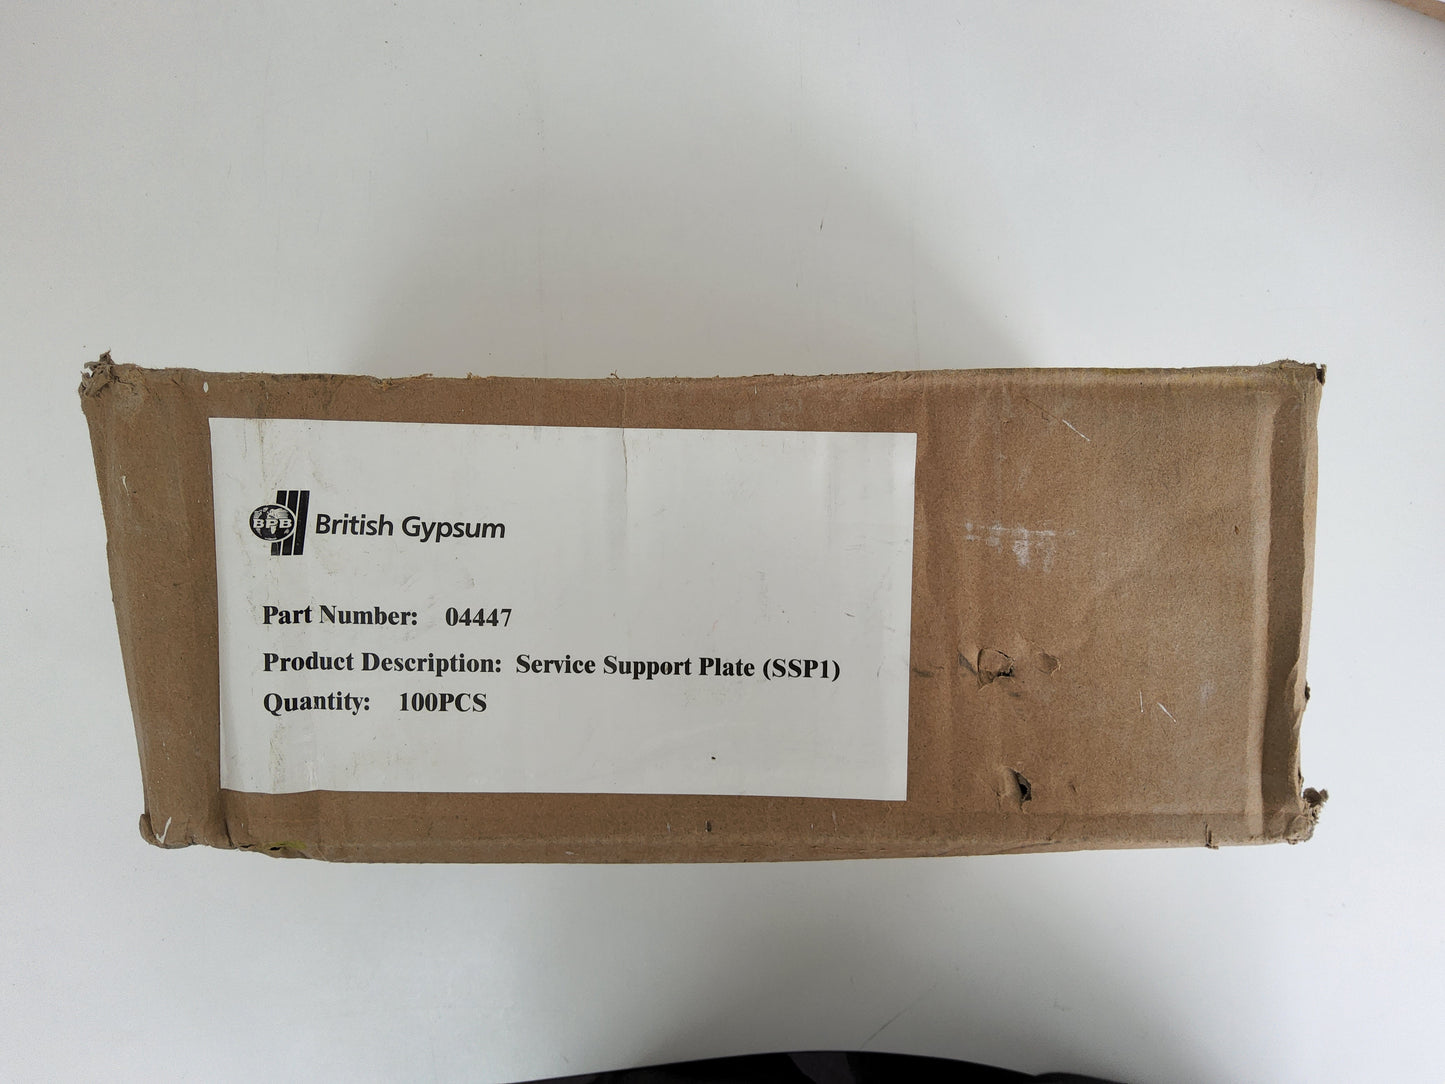 BPB British Gypsum
Part Number: 04447
Product Description: Service Support Plate (SSP1)
Quantity: 100PCS